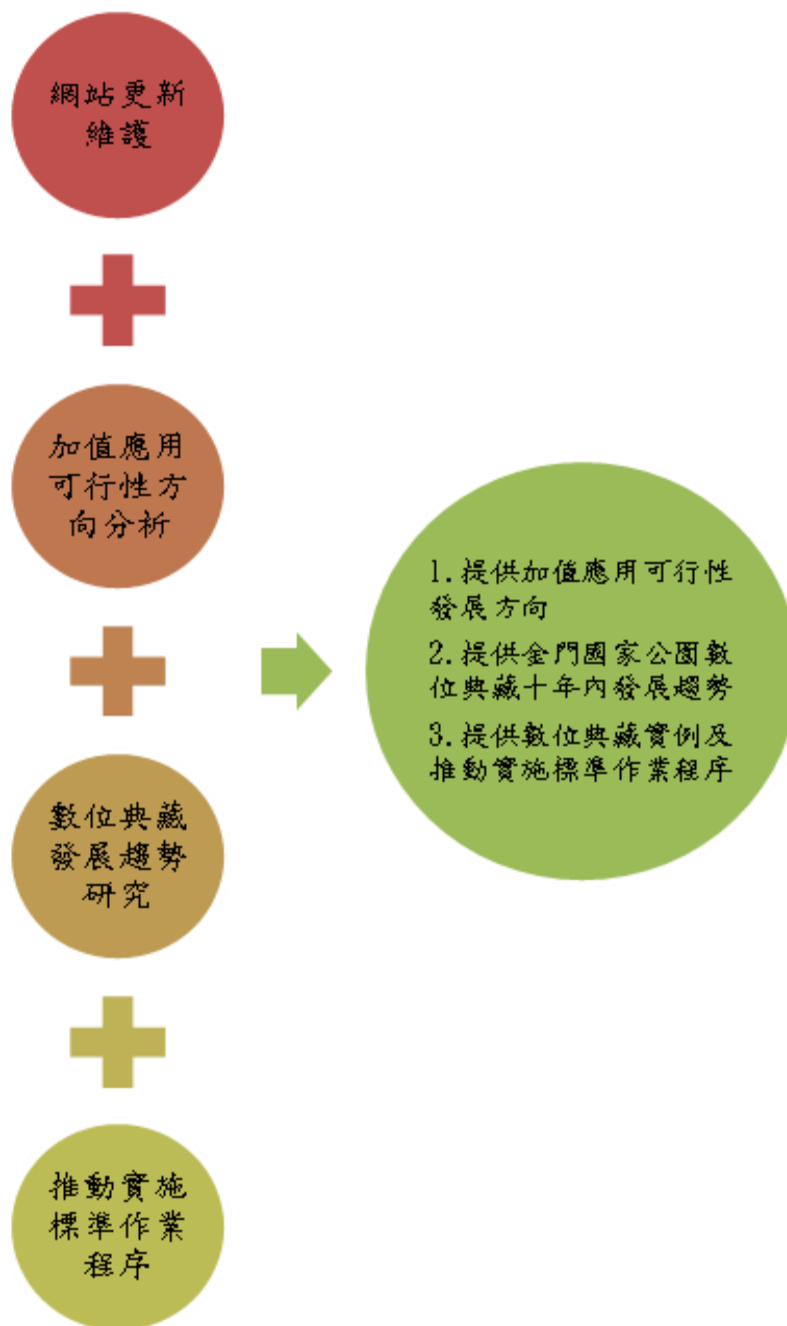 網站更新
維護
加值應用
可行性方
向分析
數位典藏
發展趨勢
研究
推動實施
標準作業
程序
1.提供加值應用可行性
發展方向
2.提供金門國家公園數
位典藏十年內發展趨勢
3.提供數位典藏實例及
推動實施標準作業程序